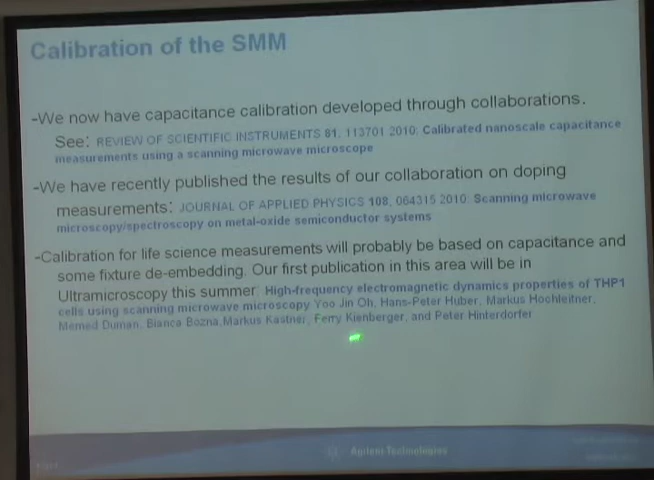 Calibration of the SMM
-We now have capacitance calibration developed through collaborations.
See: REVIEW OF SCIENTIFIC INSTRUMENTS 81, 113701 2010: Calibrated nanoscale capacitance
measurements using a scanning microwave microscope
-We have recently published the results of our collaboration on doping
measurements: JOURNAL OF APPLIED PHYSICS 108, 064315 2010: Scanning microwave
microscopy/spectroscopy on metal-oxide semiconductor systems
-Calibration for life science measurements will probably be based on capacitance and
some fixture de-embedding. Our first publication in this area will be in
Ultramicroscopy this summer: High-frequency electromagnetic dynamics properties of THP1
cells using scanning microwave microscopy Yoo Jin Oh, Hans-Peter Huber, Markus Hochleitner,
Memed Duman, Bianca Bozna, Markus Kastner, Ferry Kienberger, and Peter Hinterdorfer
Agilent Technologies